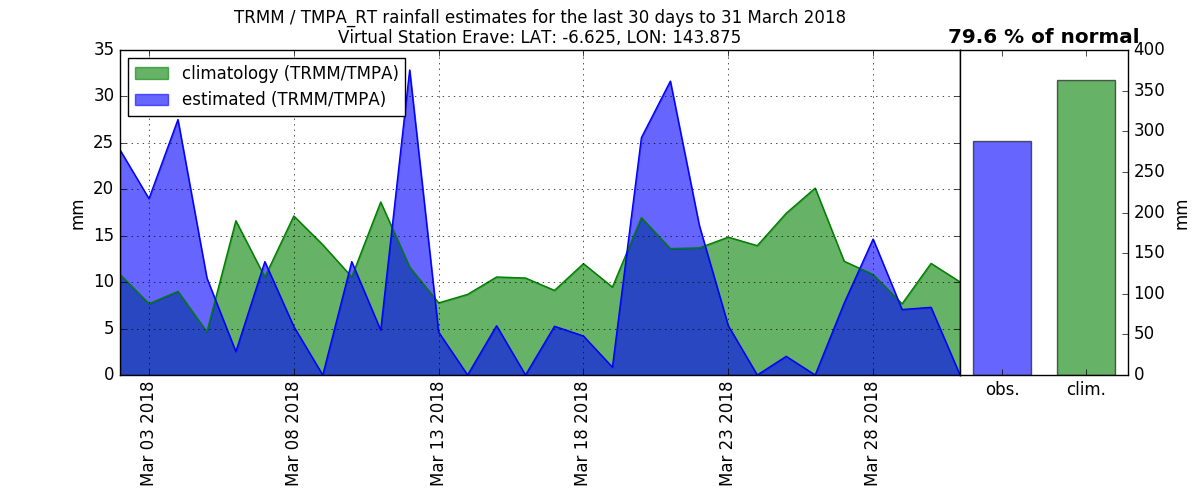 TRMM / TMPA_RT rainfall estimates for the last 30 days to 31 March 2018
Virtual Station Erave: LAT: -6.625, LON: 143.875
79.6 % of normal
climatology (TRMM/TMPA)
estimated (TRMM/TMPA)
mm
35
30
25
20
15
10
5
0
Mar 03 2018
Mar 08 2018
Mar 13 2018
Mar 18 2018
Mar 23 2018
Mar 28 2018
obs.
clim.
400
350
300
250
200
150
100
50
0
mm